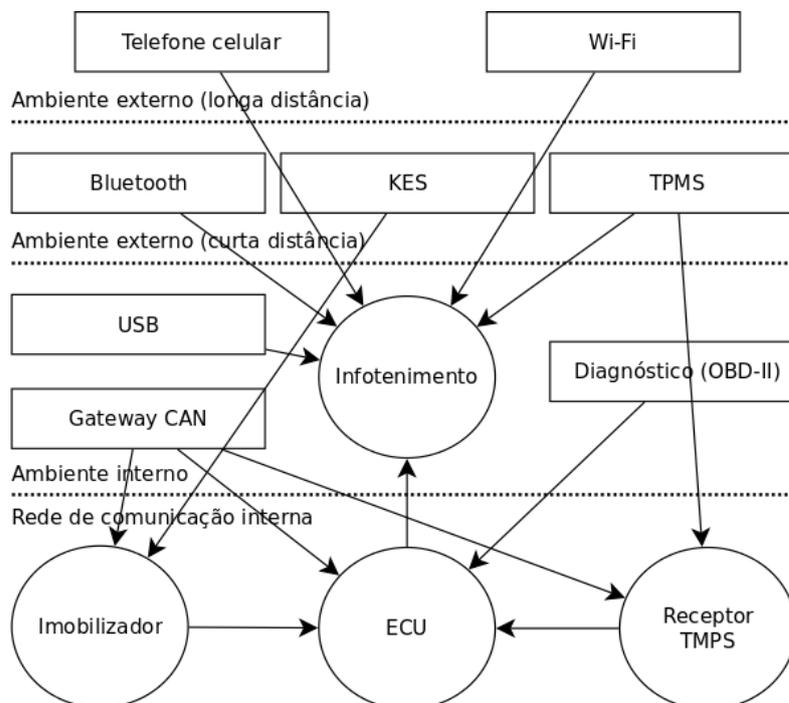 Telefone celular
Wi-Fi
Ambiente externo (longa distância)
Bluetooth
KES
TPMS
Ambiente externo (curta distância)
USB
Infotenimento
Diagnóstico (OBD-II)
Gateway CAN
Ambiente interno
Rede de comunicação interna
Imobilizador
ECU
Receptor
TMPS